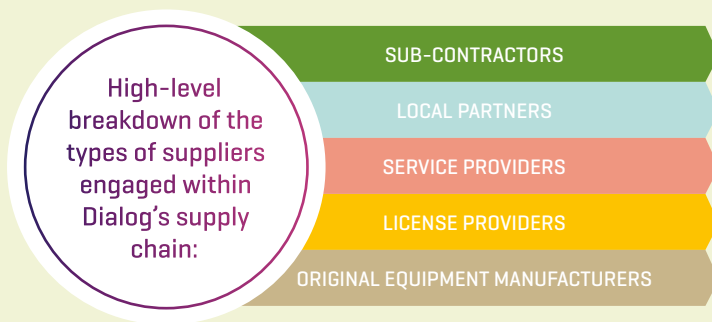 High-level
breakdown of the
types of suppliers
engaged within
Dialog's supply
chain:
SUB-CONTRACTORS
LOCAL PARTNERS
SERVICE PROVIDERS
LICENSE PROVIDERS
ORIGINAL EQUIPMENT MANUFACTURERS